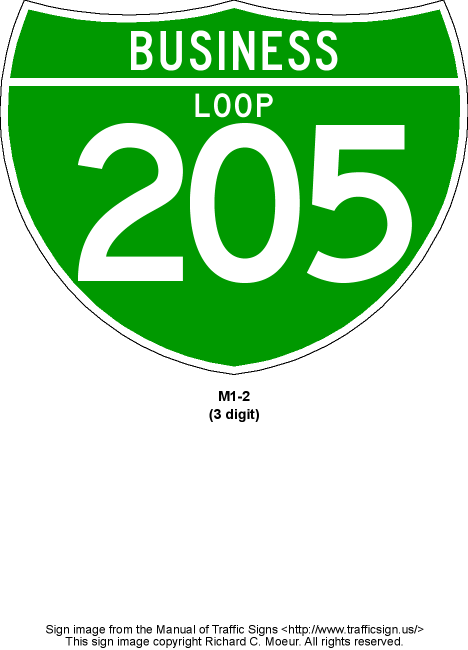 BUSINESS
LOOP
205
M1-2
(3 digit)
Sign image from the Manual of Traffic Signs <http://www.trafficsign.us/>
This sign image copyright Richard C. Moeur. All rights reserved.